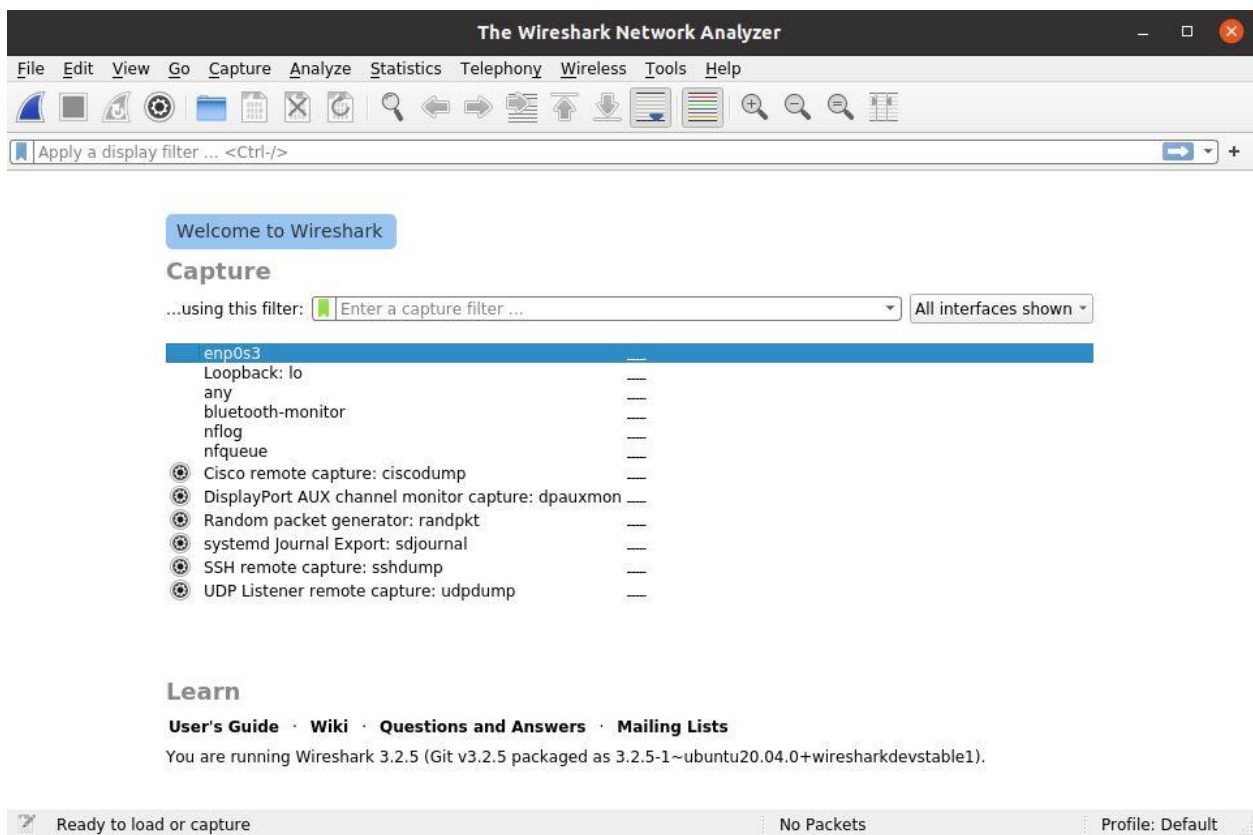 The Wireshark Network Analyzer
File Edit View Go Capture Analyze Statistics Telephony Wireless Tools Help
Apply a display filter ... <Ctrl-/>
+
Welcome to Wireshark
Capture
...using this filter: Enter a capture filter ... All interfaces shown
enp0s3
Loopback: lo
any
bluetooth-monitor
nflog
nfqueue
Cisco remote capture: ciscodump
DisplayPort AUX channel monitor capture: dpauxmon
Random packet generator: randpkt
systemd Journal Export: sdjournal
SSH remote capture: sshdump
UDP Listener remote capture: udpdump
Learn
User's Guide · Wiki · Questions and Answers · Mailing Lists
You are running Wireshark 3.2.5 (Git v3.2.5 packaged as 3.2.5-1~ubuntu20.04.0+wiresharkdevstable1).
Ready to load or capture No Packets Profile: Default